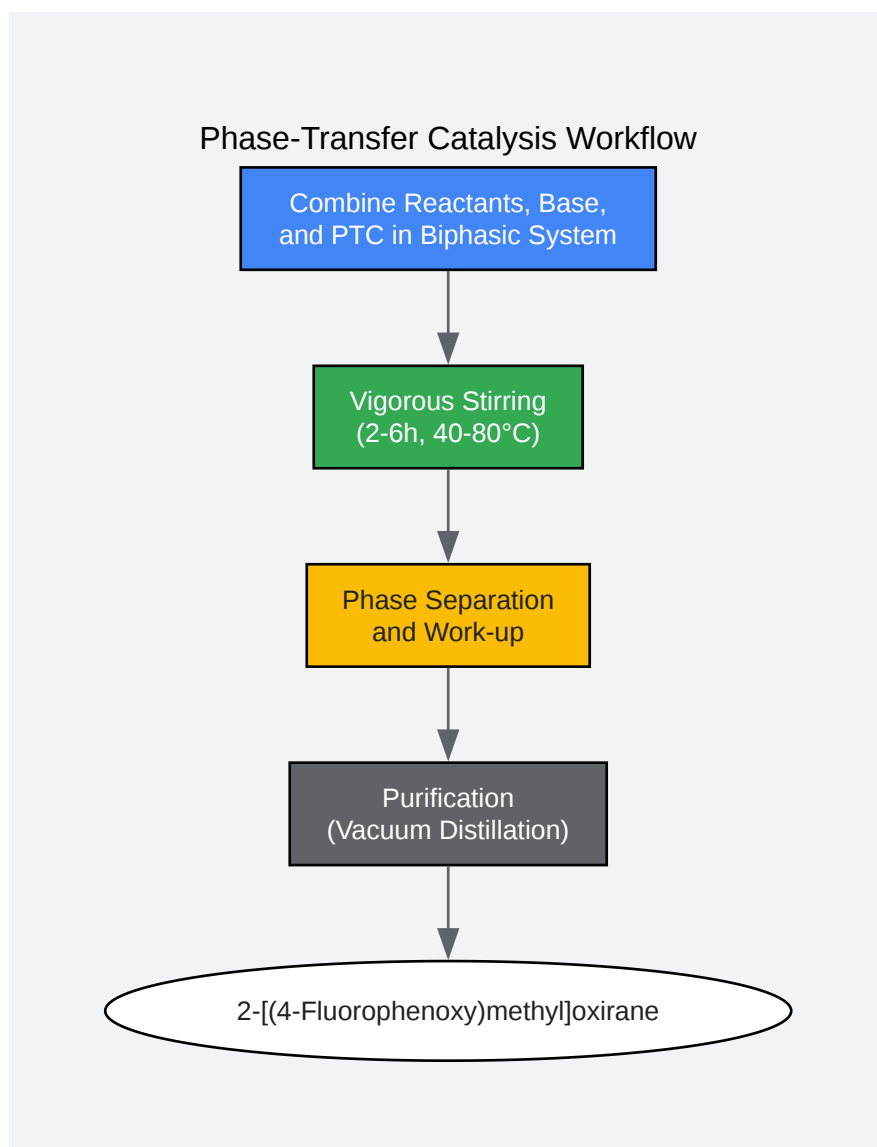 Phase-Transfer Catalysis Workflow
Combine Reactants, Base,
and PTC in Biphasic System
Vigorous Stirring
(2-6h, 40-80°C)
Phase Separation
and Work-up
Purification
(Vacuum Distillation)
2-[(4-Fluorophenoxy)methyl]oxirane